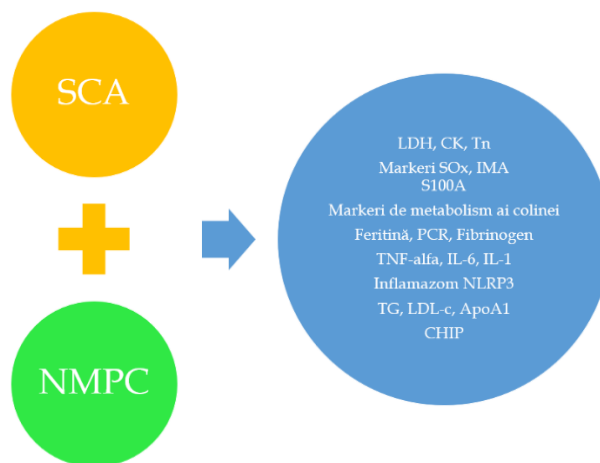 SCA
NMPC
LDH, CK, Tn
Markeri SOx, IMA
S100A
Markeri de metabolism ai colinei
Feritină, PCR, Fibrinogen
TNF-alfa, IL-6, IL-1
Inflamazom NLRP3
TG, LDL-c, ApoA1
CHIP